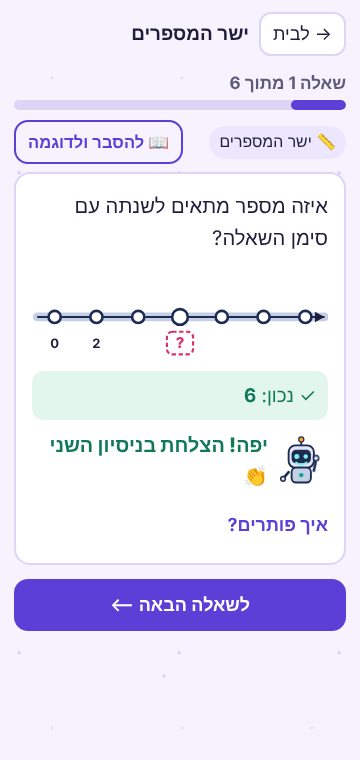 → לבית
ישר המספרים
שאלה 1 מתוך 6
📏 ישר המספרים
📖 להסבר ולדוגמה
איזה מספר מתאים לשנתה עם
סימן השאלה?
0 2 ?
✓ נכון: 6
יפה! הצלחת בניסיון השני
👏
איך פותרים?
לשאלה הבאה ←